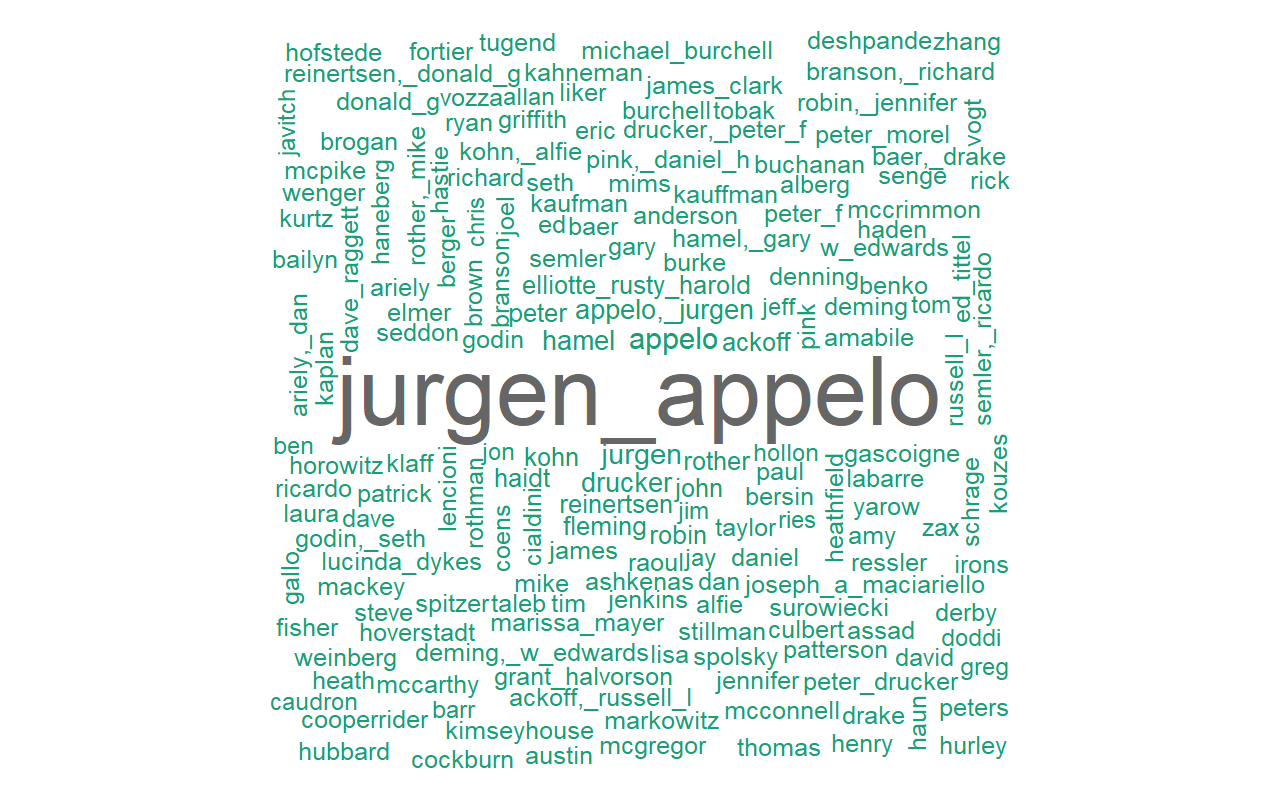 hofstede fortier tugend michael_burchell deshpande zhang
reinertsen,_donald_g kahneman james_clark branson,_richard
javitch donald_g vozza allan liker burchell tobak robin,_jennifer vogt
brogan ryan griffith eric drucker,_peter_f peter_morel
mcpike haneberg rother,_mike hastie kohn,_alfie pink,_daniel_h buchanan baer,_drake
wenger richard seth mims kauffman alberg senge rick
kurtz dave_raggett berger chris joel kaufman anderson peter_f mccrimmon
ed baer gary hamel,_gary w_edwards haden
bailyn brown branson semler burke denning ed_tittel semler,_ricardo
ariely elliotte_rusty_harold benko
ariely,_dan elmer peter appelo,_jurgen jeff pink deming tom
kaplan seddon godin hamel appelo ackoff amabile russell_l
jurgen_appelo
ben jon kohn jurgen rother hollon gascoigne kouzes
horowitz klaff lencioni rothman haidt drucker john paul heathfield labarre schrage
ricardo patrick coens cialdini reinertsen jim bersin yarow
laura dave fleming robin taylor ries amy zax
godin,_seth james
gallo lucinda_dykes raoul jay daniel ressler irons
mackey mike ashkenas dan joseph_a_maciariello
steve spitzer taleb tim jenkins alfie surowiecki derby
fisher hoverstadt marissa_mayer stillman culbert assad doddi
weinberg deming,_w_edwards lisa spolsky patterson david greg
heath mccarthy grant_halvorson jennifer peter_drucker
caudron ackoff,_russell_l
cooperrider barr markowitz mcconnell drake haun peters
kimsey house
hubbard cockburn austin mcgregor thomas henry hurley